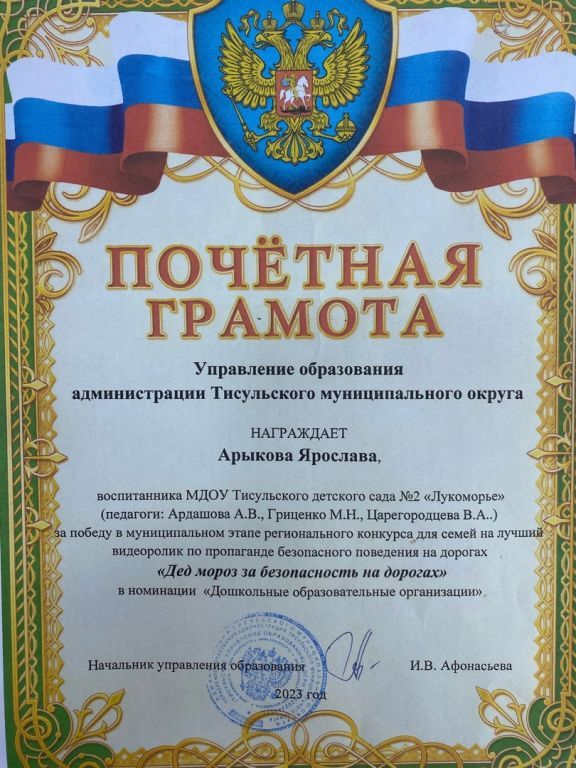 ПОЧЁТНАЯ
ГРАМОТА
Управление образования
администрации Тисульского муниципального округа
НАГРАЖДАЕТ
Арыкова Ярослава,
воспитанника МДОУ Тисульского детского сада №2 «Лукоморье»
(педагоги: Ардашова А.В., Гриценко М.Н., Царегородцева В.А..)
за победу в муниципальном этапе регионального конкурса для семей на лучший
видеоролик по пропаганде безопасного поведения на дорогах
«Дед мороз за безопасность на дорогах»
в номинации «Дошкольные образовательные организации»
Начальник управления образования И.В. Афонасьева
2023 год